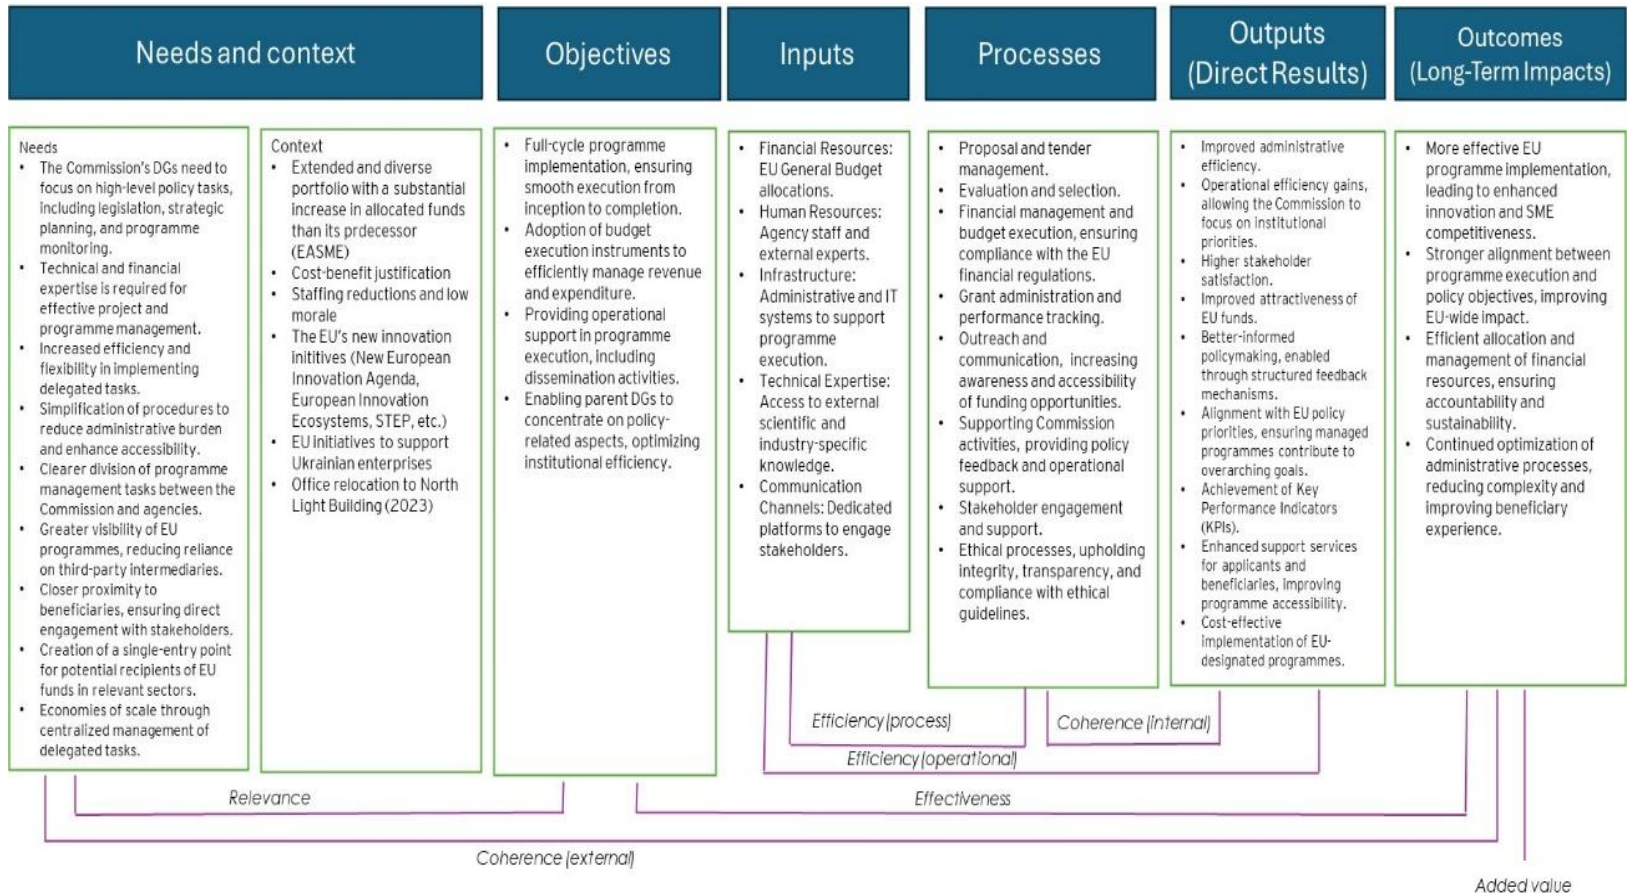 Needs and context
Objectives
Inputs
Processes
Outputs
(Direct Results)
Outcomes
(Long-Term Impacts)
Needs
• The Commission's DGs need to
focus on high-level policy tasks,
including legislation, strategic
planning, and programme
monitoring.
• Technical and financial
expertise is required for
effective project and
programme management.
• Increased efficiency and
flexibility in implementing
delegated tasks.
• Simplification of procedures to
reduce administrative burden
and enhance accessibility.
• Clearer division of programme
management tasks between the
Commission and agencies.
• Greater visibility of EU
programmes, reducing reliance
on third-party intermediaries.
• Closer proximity to
beneficiaries, ensuring direct
engagement with stakeholders.
• Creation of a single-entry point
for potential recipients of EU
funds in relevant sectors.
• Economies of scale through
centralized management of
delegated tasks.
Context
• Extended and diverse
portfolio with a substantial
increase in allocated funds
than its prdecessor
(EASME)
• Cost-benefit justification
• Staffing reductions and low
morale
• The EU's new innovation
initiives (New European
Innovation Agenda,
European Innovation
Ecosystems, STEP, etc.)
• EU initiatives to support
Ukrainian enterprises
• Office relocation to North
Light Building (2023)
• Full-cycle programme
implementation, ensuring
smooth execution from
inception to completion.
• Adoption of budget
execution instruments to
efficiently manage revenue
and expenditure.
• Providing operational
support in programme
execution, including
dissemination activities.
• Enabling parent DGs to
concentrate on policy-
related aspects, optimizing
institutional efficiency.
• Financial Resources:
EU General Budget
allocations.
• Human Resources:
Agency staff and
external experts.
• Infrastructure:
Administrative and IT
systems to support
programme
execution.
• Technical Expertise:
Access to external
scientific and
industry-specific
knowledge.
• Communication
Channels: Dedicated
platforms to engage
stakeholders.
• Proposal and tender
management.
• Evaluation and selection.
• Financial management and
budget execution, ensuring
compliance with the EU
financial regulations.
• Grant administration and
performance tracking.
• Outreach and
communication, increasing
awareness and accessibility
of funding opportunities.
• Supporting Commission
activities, providing policy
feedback and operational
support.
• Stakeholder engagement
and support.
• Ethical processes, upholding
integrity, transparency, and
compliance with ethical
guidelines.
• Improved administrative
efficiency.
• Operational efficiency gains,
allowing the Commission to
focus on institutional
priorities.
• Higher stakeholder
satisfaction.
• Improved attractiveness of
EU funds.
• Better-informed
policymaking, enabled
through structured feedback
mechanisms.
• Alignment with EU policy
priorities, ensuring managed
programmes contribute to
overarching goals.
• Achievement of Key
Performance Indicators
(KPIs).
• Enhanced support services
for applicants and
beneficiaries, improving
programme accessibility.
• Cost-effective
implementation of EU-
designated programmes.
• More effective EU
programme implementation,
leading to enhanced
innovation and SME
competitiveness.
• Stronger alignment between
programme execution and
policy objectives, improving
EU-wide impact.
• Efficient allocation and
management of financial
resources, ensuring
accountability and
sustainability.
• Continued optimization of
administrative processes,
reducing complexity and
improving beneficiary
experience.
Efficiency (process)
Coherence (internal)
Efficiency (operational)
Relevance
Effectiveness
Coherence (external)
Added value